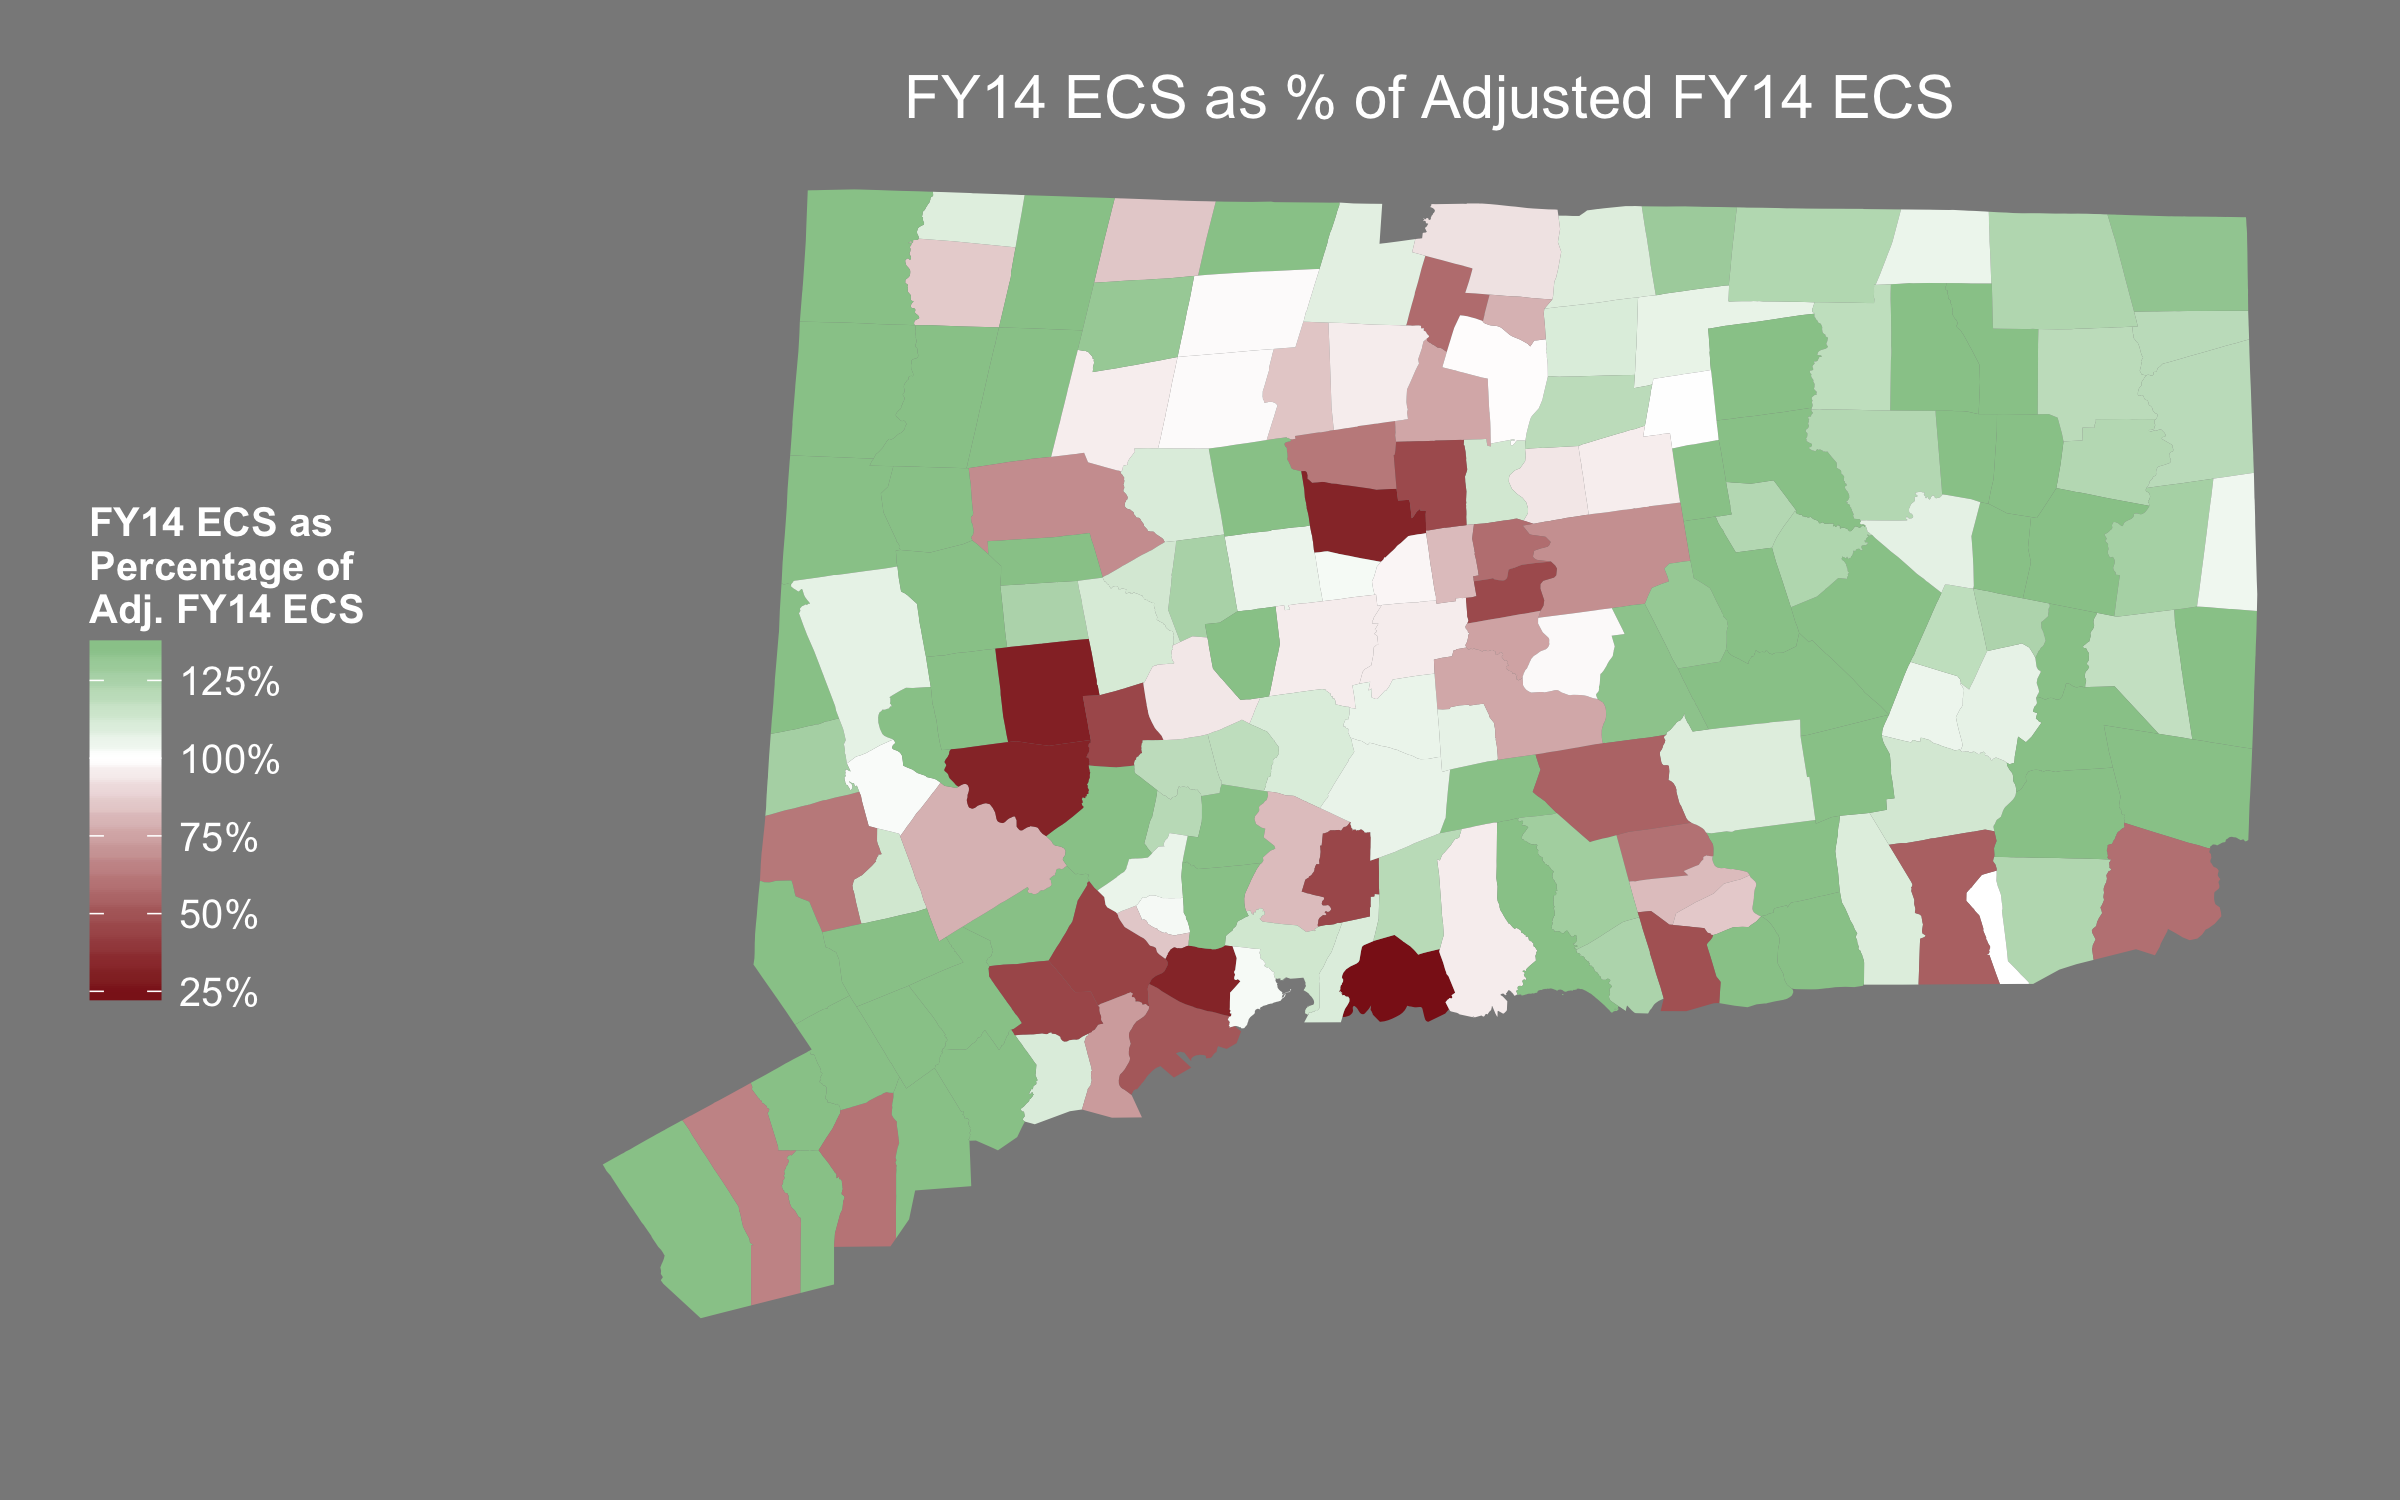 FY14 ECS as % of Adjusted FY14 ECS
FY14 ECS as
Percentage of
Adj. FY14 ECS
125%
100%
75%
50%
25%